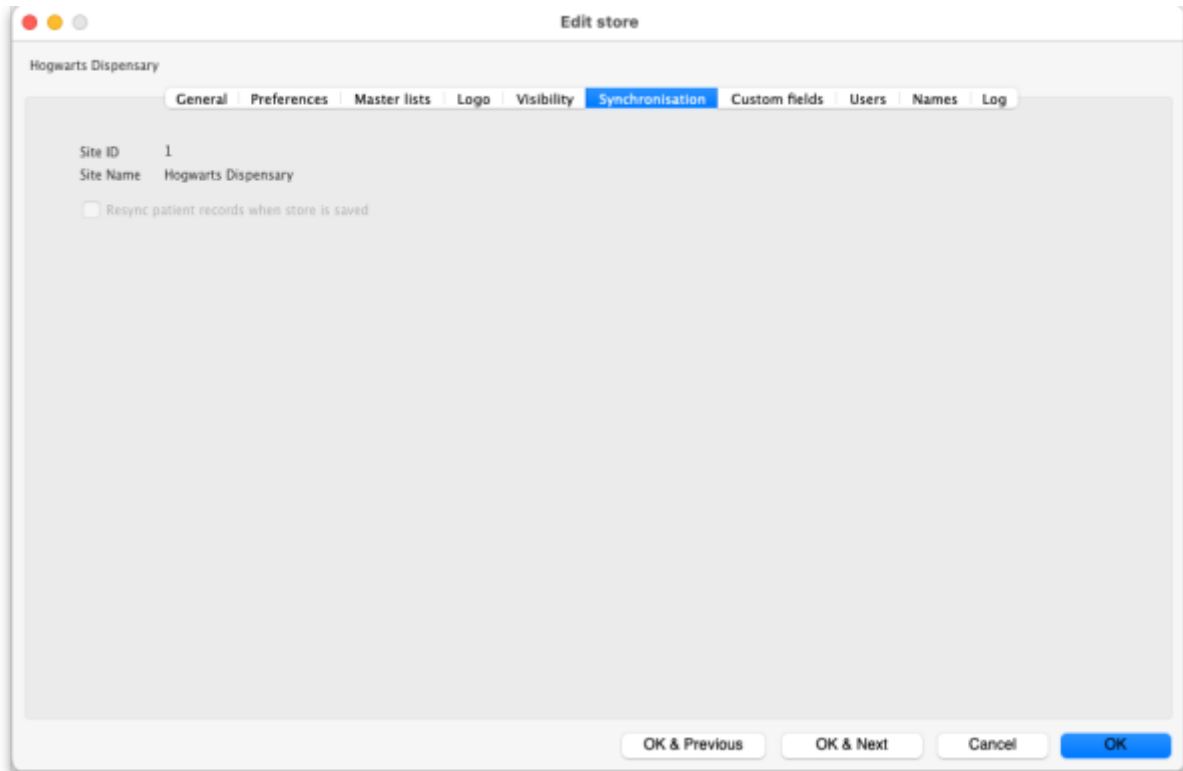 Edit store
Hogwarts Dispensary
General Preferences Master lists Logo Visibility Synchronisation Custom fields Users Names Log
Site ID 1
Site Name Hogwarts Dispensary
Resync patient records when store is saved
OK & Previous OK & Next Cancel OK